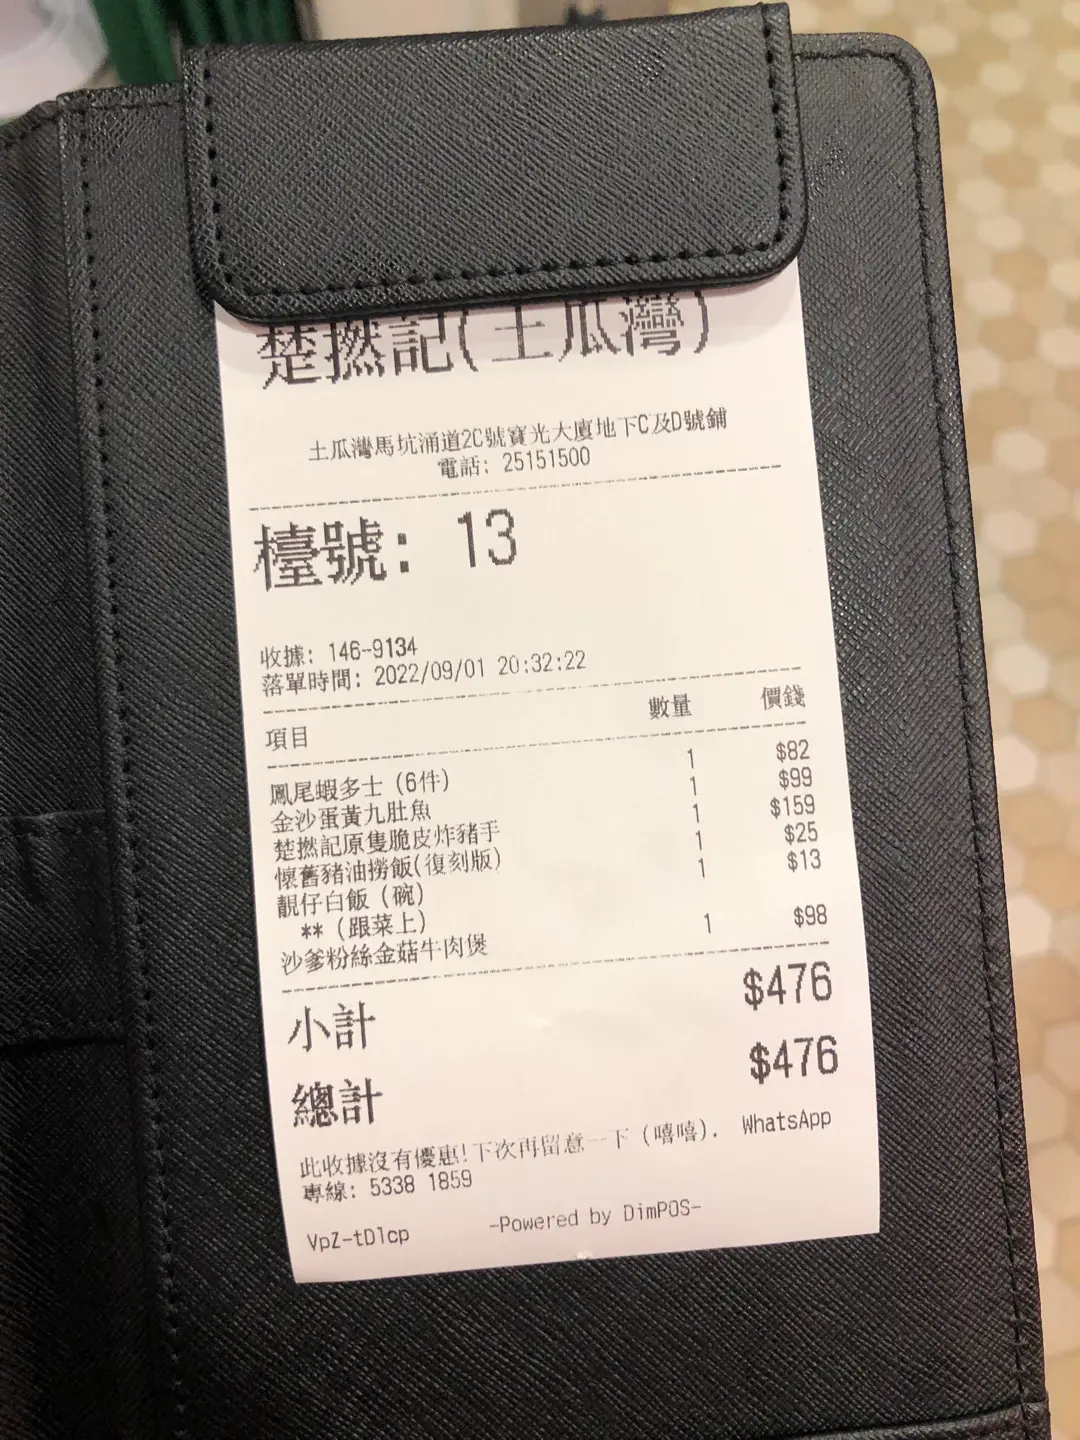 楚撚記(土瓜灣)
土瓜灣馬坑涌道2C號寶光大廈地下C及D號鋪
電話: 25151500
檯號: 13
收據: 146-9134
落單時間: 2022/09/01 20:32:22
項目 數量 價錢
鳳尾蝦多士 (6件) 1 $82
金沙蛋黃九肚魚 1 $99
楚撚記原隻脆皮炸豬手 1 $159
懷舊豬油撈飯(復刻版) 1 $25
靚仔白飯 (碗) 1 $13
** (跟菜上)
沙爹粉絲金菇牛肉煲 1 $98
小計 $476
總計 $476
此收據沒有優惠!下次再留意一下 (嘻嘻). WhatsApp
專線: 5338 1859
VpZ-tDlcp -Powered by DimPOS-